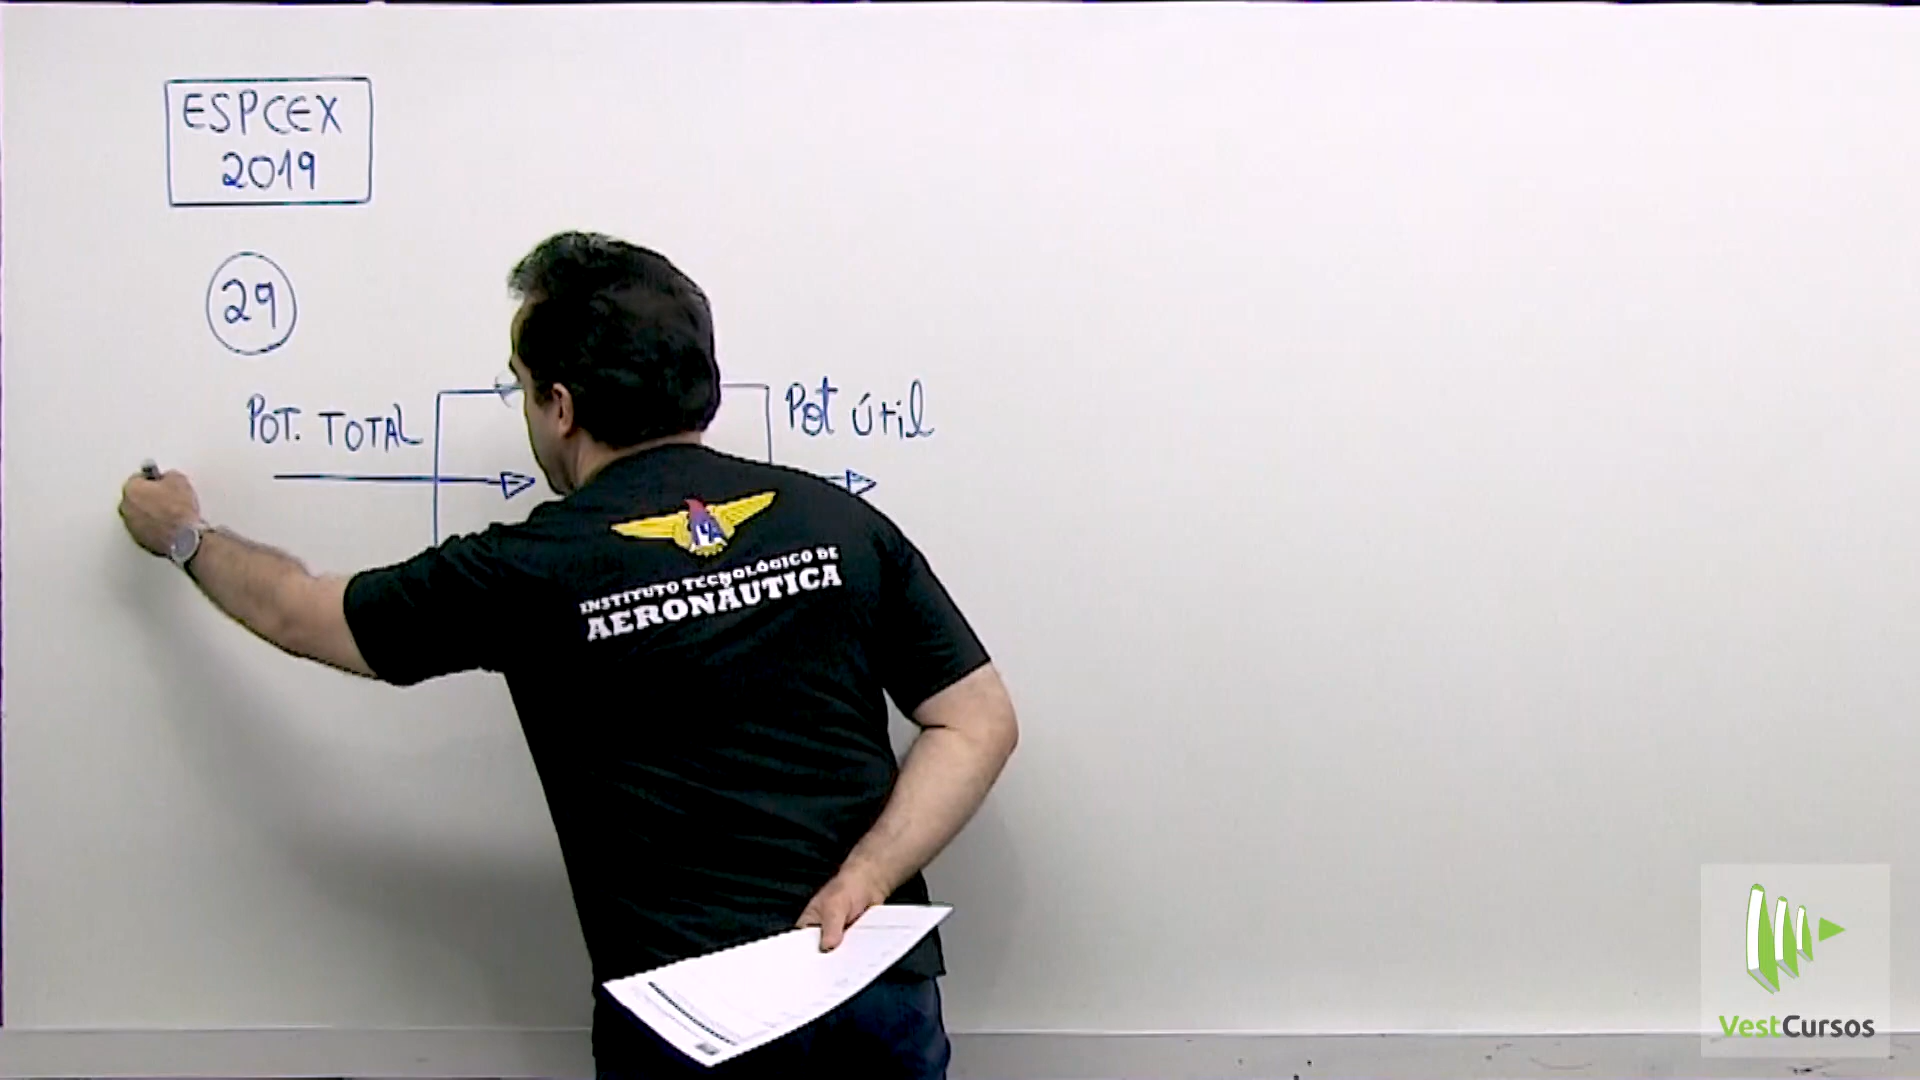 ESPCEX
2019
29
POT. TOTAL
Pot útil
INSTITUTO TECNOLÓGICO DE
AERONÁUTICA
VestCursos